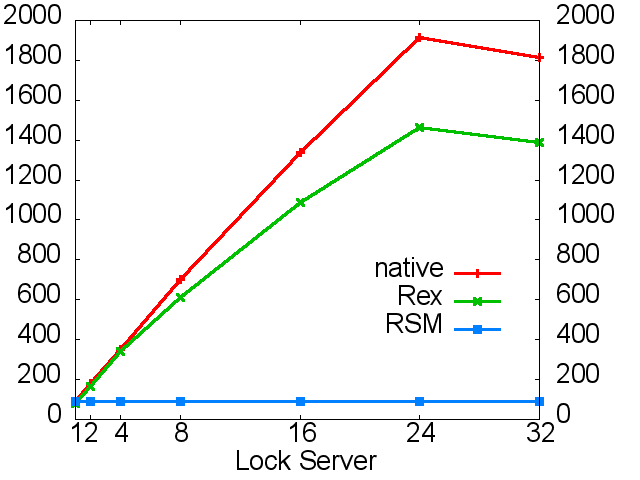 2000 2000
1800 1800
1600 1600
1400 1400
1200 1200
1000 1000
800 800
600 600
400 400
200 200
0 0
native
Rex
RSM
1 2 4 8 16 24 32
Lock Server